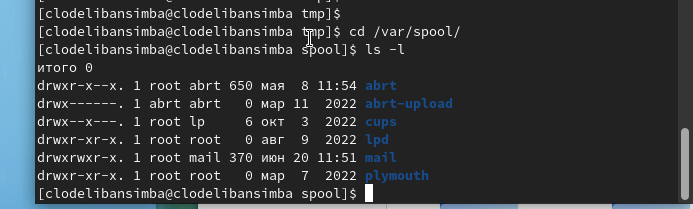 [clodelibansimba@clodelibansimba tmp]$
[clodelibansimba@clodelibansimba tmp]$ cd /var/spool/
[clodelibansimba@clodelibansimba spool]$ ls -l
итого 0
drwxr-x--x. 1 root abrt 650 мая  8 11:54 abrt
drwx------. 1 abrt abrt   0 мар 11  2022 abrt-upload
drwx--x---. 1 root lp     6 окт  3  2022 cups
drwxr-xr-x. 1 root root   0 авг  9  2022 lpd
drwxrwxr-x. 1 root mail 370 июн 20 11:51 mail
drwxr-xr-x. 1 root root   0 мар  7  2022 plymouth
[clodelibansimba@clodelibansimba spool]$